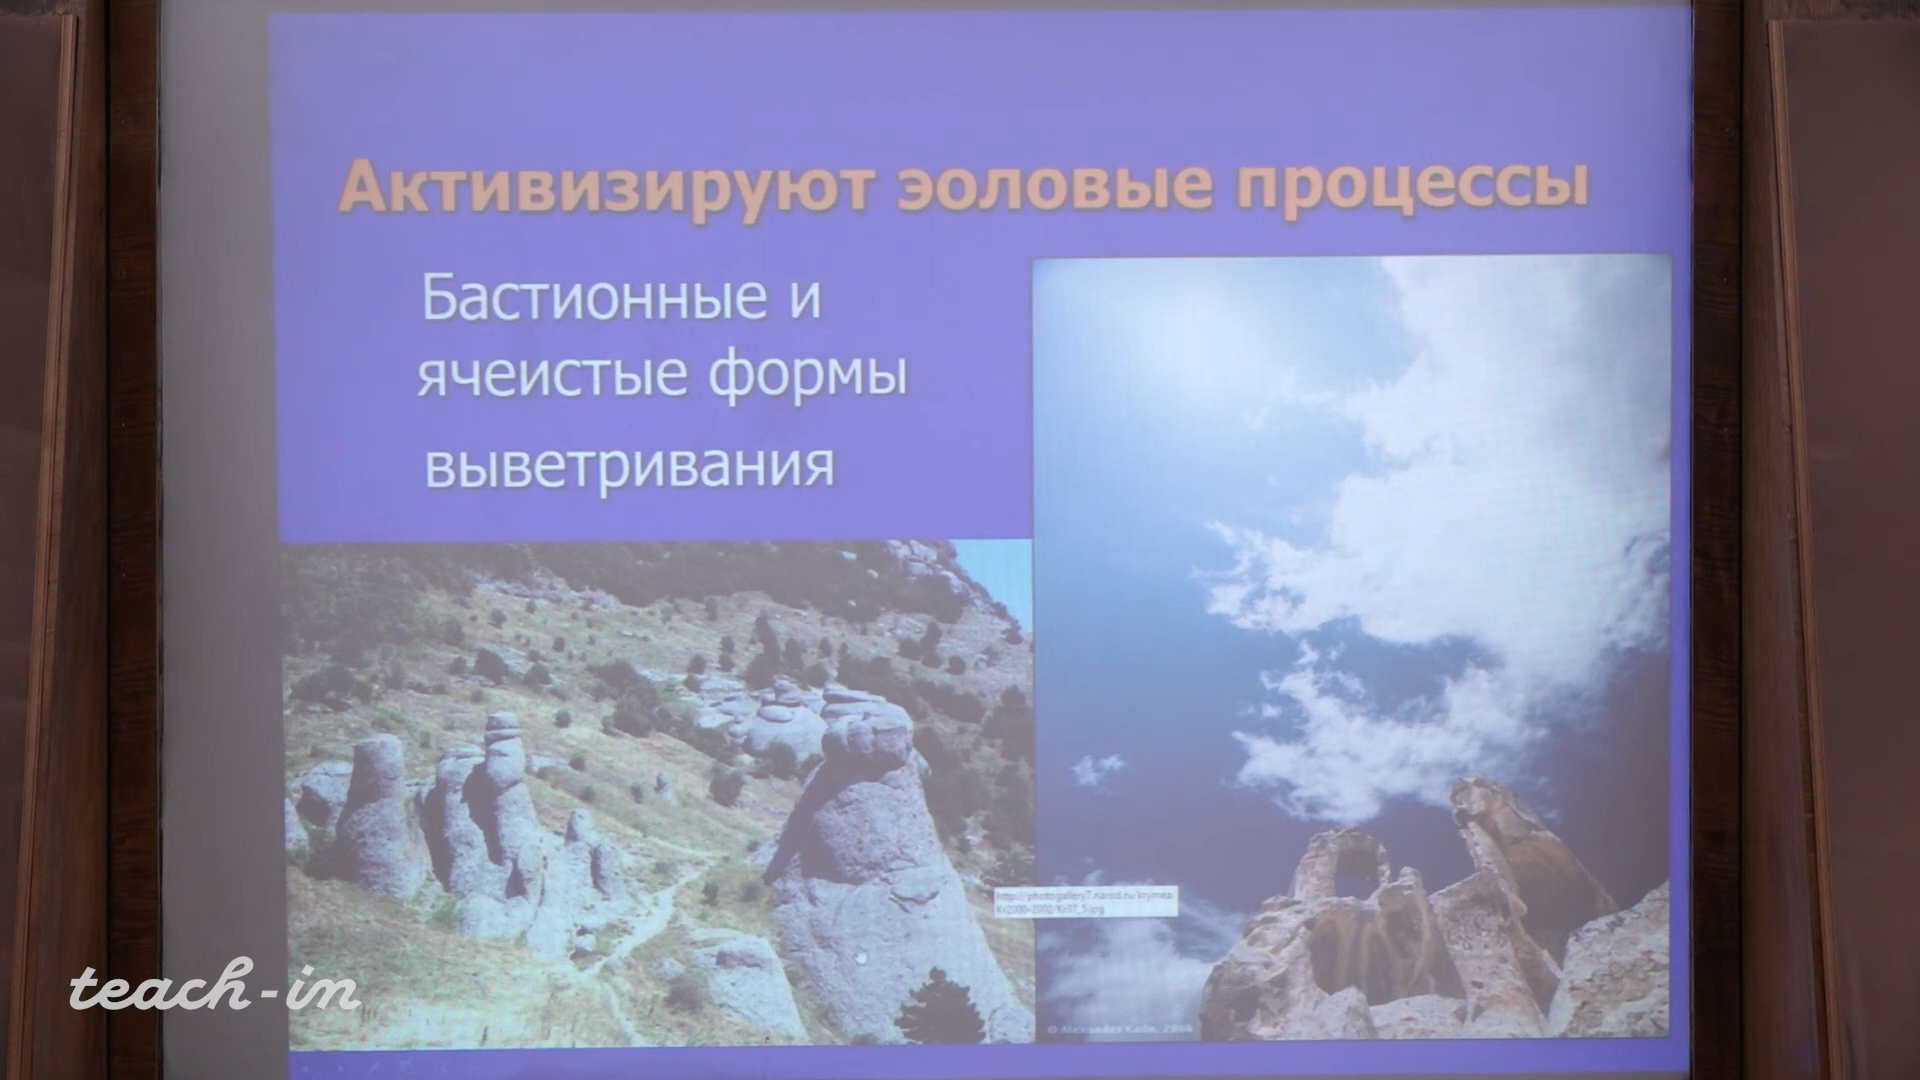 Активизируют эоловые процессы
Бастионные и
ячеистые формы
выветривания
teach-in